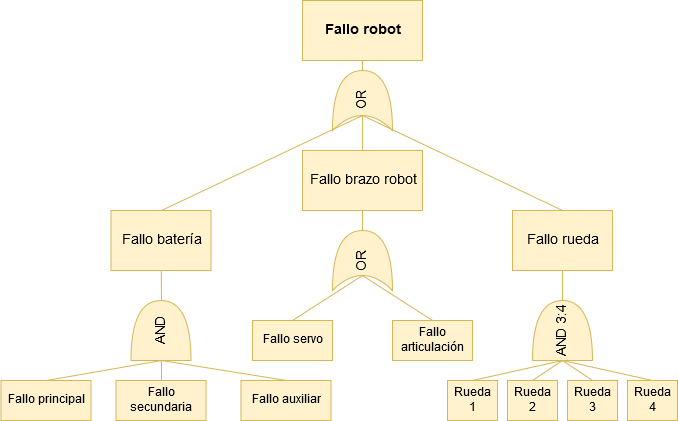 Fallo robot
OR
Fallo brazo robot
Fallo batería
Fallo rueda
OR
AND
AND 3:4
Fallo servo
Fallo
articulación
Fallo principal
Fallo
secundaria
Fallo auxiliar
Rueda
1
Rueda
2
Rueda
3
Rueda
4